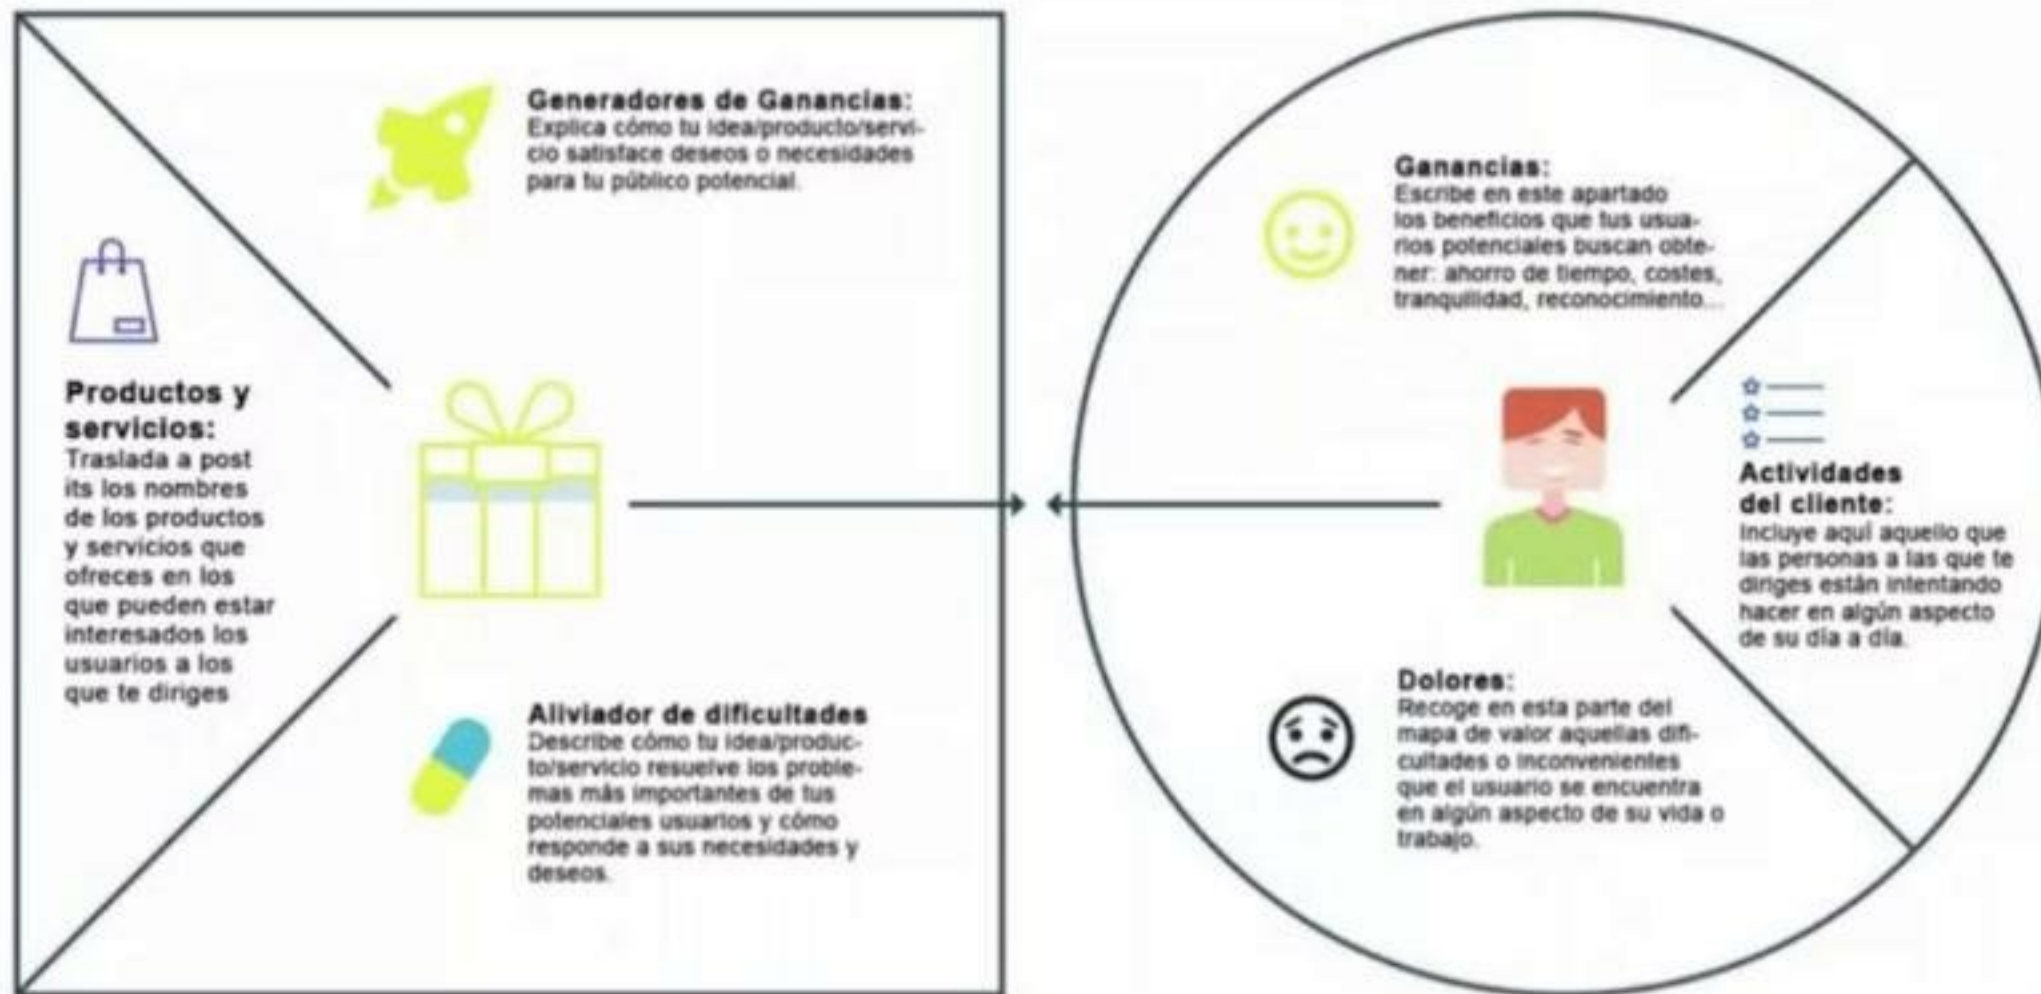 Generadores de Ganancias:
Explica cómo tu idea/producto/servi-
cio satisface deseos o necesidades
para tu público potencial.
Productos y
servicios:
Traslada a post
its los nombres
de los productos
y servicios que
ofreces en los
que pueden estar
interesados los
usuarios a los
que te diriges
Aliviador de dificultades
Describe cómo tu idea/produc-
to/servicio resuelve los proble-
mas más importantes de tus
potenciales usuarios y cómo
responde a sus necesidades y
deseos.
Ganancias:
Escribe en este apartado
los beneficios que tus usua-
rios potenciales buscan obte-
ner: ahorro de tiempo, costes,
tranquilidad, reconocimiento...
Actividades
del cliente:
Incluye aquí aquello que
las personas a las que te
diriges están intentando
hacer en algún aspecto
de su día a día.
Dolores:
Recoge en esta parte del
mapa de valor aquellas difi-
cultades o inconvenientes
que el usuario se encuentra
en algún aspecto de su vida o
trabajo.